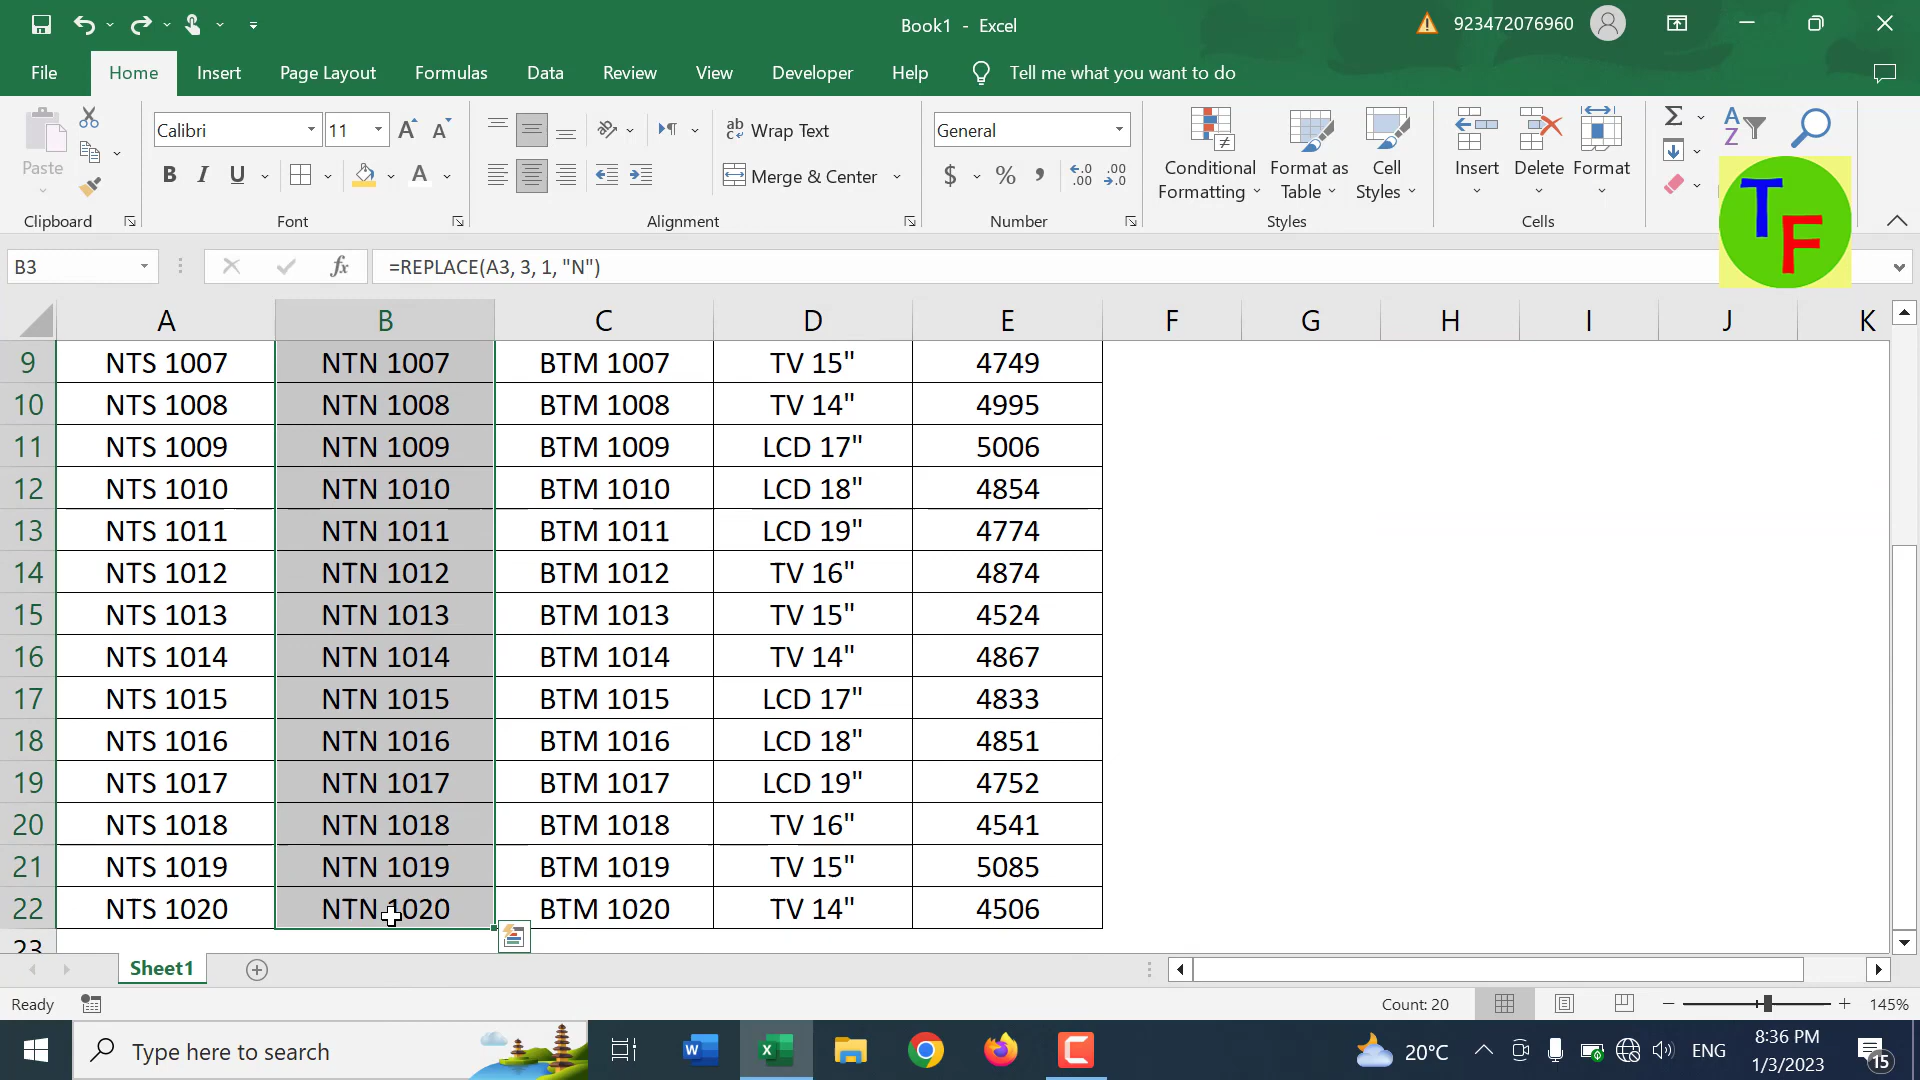 Book1 - Excel
923472076960
File Home Insert Page Layout Formulas Data Review View Developer Help Tell me what you want to do
Paste
Calibri 11
Wrap Text
General
B I U
Merge & Center
$ %
Conditional Formatting
Format as Table
Cell Styles
Insert Delete Format
Clipboard Font Alignment Number Styles Cells
TF
B3 fx =REPLACE(A3, 3, 1, "N")
A B C D E F G H I J K
9 NTS 1007 NTN 1007 BTM 1007 TV 15" 4749
10 NTS 1008 NTN 1008 BTM 1008 TV 14" 4995
11 NTS 1009 NTN 1009 BTM 1009 LCD 17" 5006
12 NTS 1010 NTN 1010 BTM 1010 LCD 18" 4854
13 NTS 1011 NTN 1011 BTM 1011 LCD 19" 4774
14 NTS 1012 NTN 1012 BTM 1012 TV 16" 4874
15 NTS 1013 NTN 1013 BTM 1013 TV 15" 4524
16 NTS 1014 NTN 1014 BTM 1014 TV 14" 4867
17 NTS 1015 NTN 1015 BTM 1015 LCD 17" 4833
18 NTS 1016 NTN 1016 BTM 1016 LCD 18" 4851
19 NTS 1017 NTN 1017 BTM 1017 LCD 19" 4752
20 NTS 1018 NTN 1018 BTM 1018 TV 16" 4541
21 NTS 1019 NTN 1019 BTM 1019 TV 15" 5085
22 NTS 1020 NTN 1020 BTM 1020 TV 14" 4506
23
Sheet1
Ready Count: 20 145%
Type here to search 20°C ENG 8:36 PM
1/3/2023 15